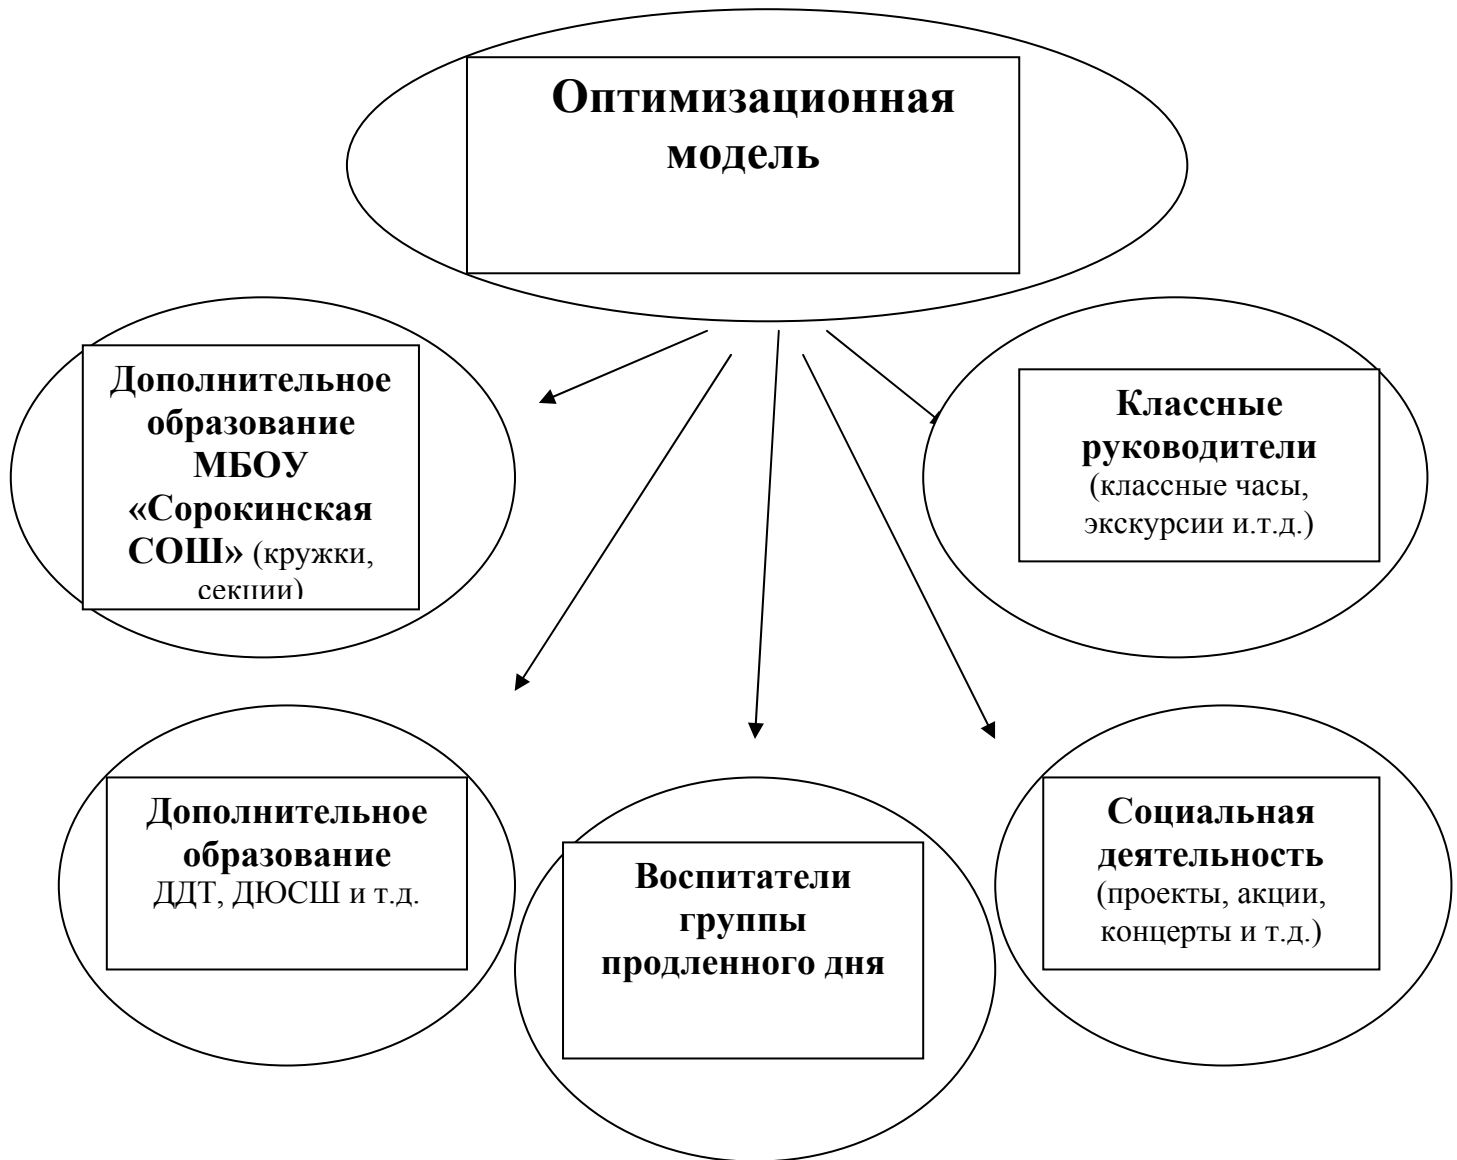 Оптимизационная
модель
Дополнительное
образование
МБОУ
«Сорокинская
СОШ» (кружки,
секции)
Классные
руководители
(классные часы,
экскурсии и.т.д.)
Дополнительное
образование
ДДТ, ДЮСШ и т.д.
Воспитатели
группы
продленного дня
Социальная
деятельность
(проекты, акции,
концерты и т.д.)